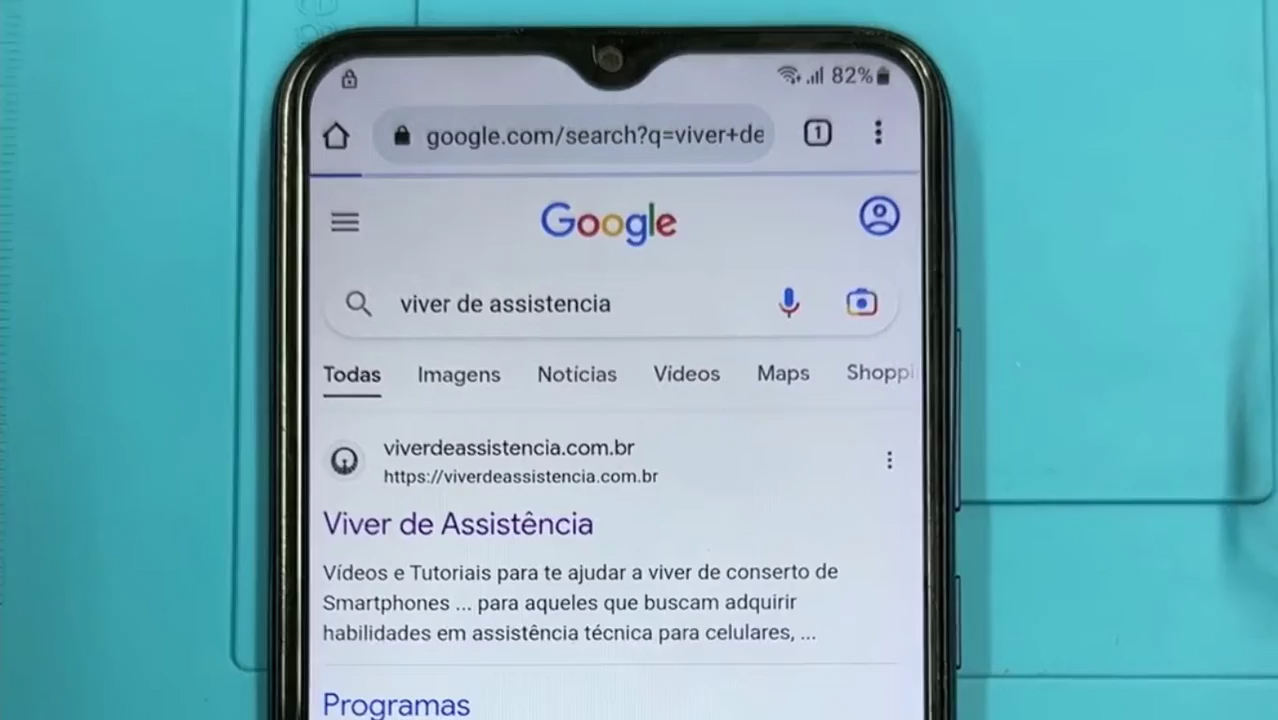 82%
google.com/search?q=viver+de
1
Google
viver de assistencia
Todas Imagens Notícias Vídeos Maps Shoppi
viverdeassistencia.com.br
https://viverdeassistencia.com.br
Viver de Assistência
Vídeos e Tutoriais para te ajudar a viver de conserto de
Smartphones ... para aqueles que buscam adquirir
habilidades em assistência técnica para celulares, ...
Programas